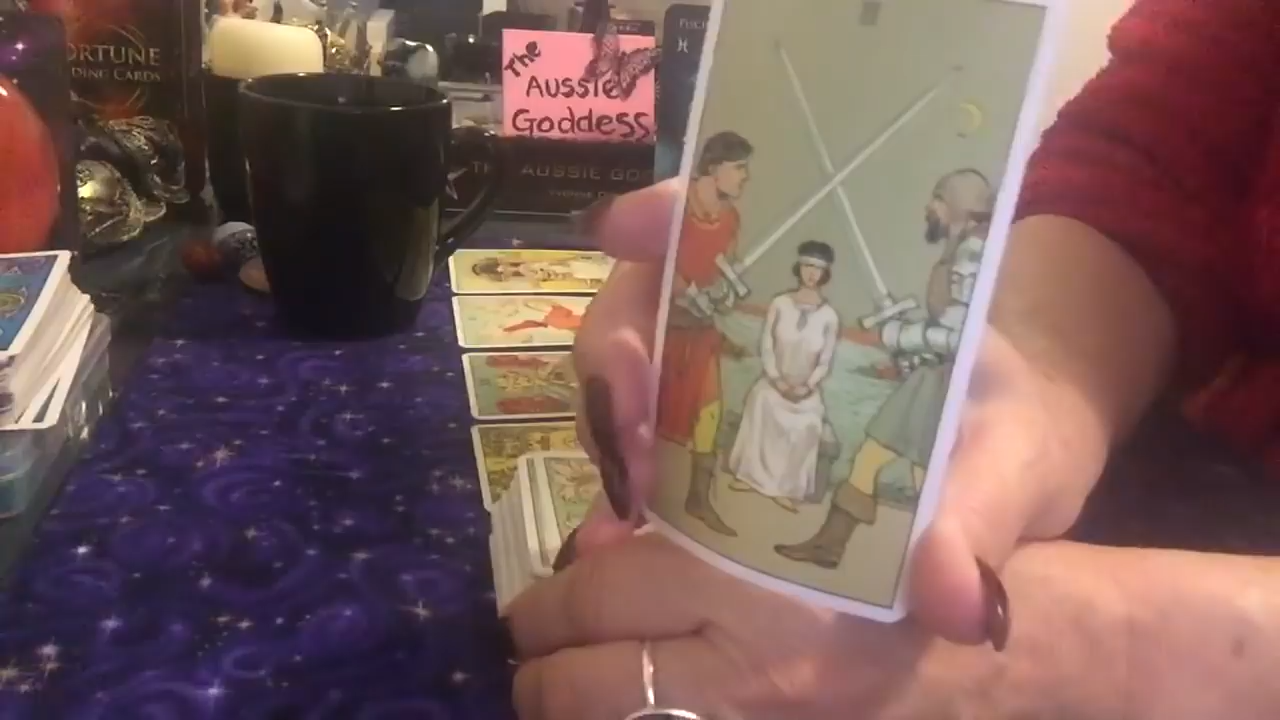 ORTUNE
DING CARDS
The
Aussie
Goddess
AUSSIE GO